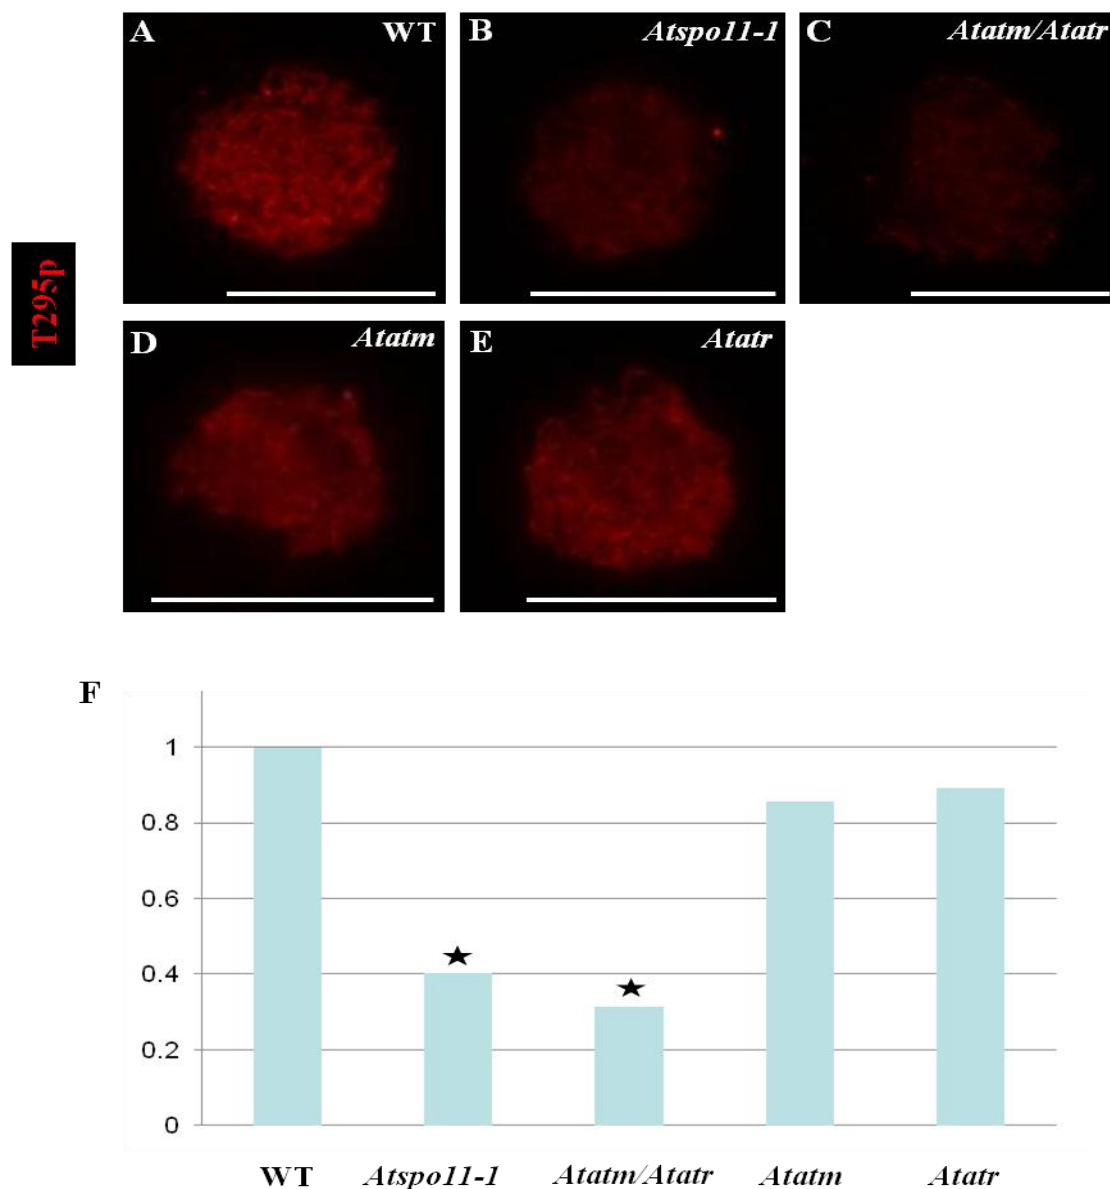 A WT
B Atspo11-1
C Atatm/Atatr
T295p
D Atatm
E Atatr
F
1
0.8
0.6
0.4
0.2
0
WT Atspo11-1 Atatm/Atatr Atatm Atatr